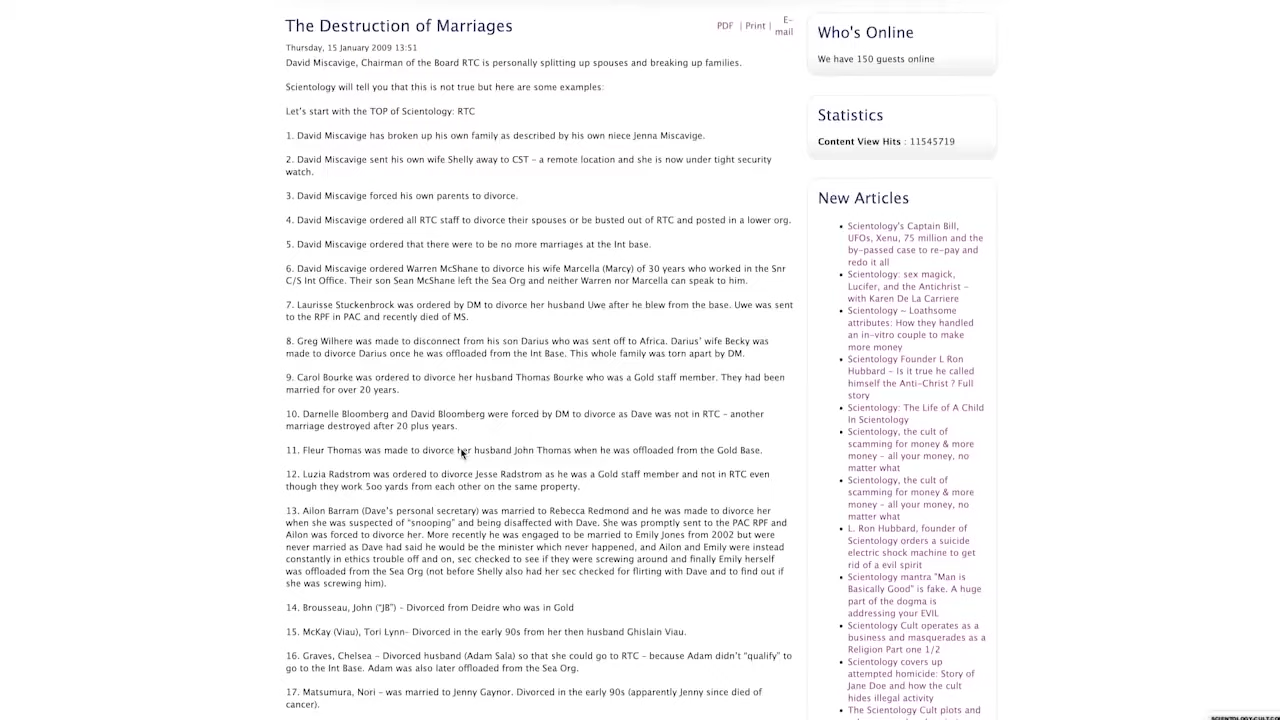 The Destruction of Marriages
PDF | Print | E-
mail
Thursday, 15 January 2009 13:51
David Miscavige, Chairman of the Board RTC is personally splitting up spouses and breaking up families.
Scientology will tell you that this is not true but here are some examples:
Let's start with the TOP of Scientology: RTC
1. David Miscavige has broken up his own family as described by his own niece Jenna Miscavige.
2. David Miscavige sent his own wife Shelly away to CST – a remote location and she is now under tight security
watch.
3. David Miscavige forced his own parents to divorce.
4. David Miscavige ordered all RTC staff to divorce their spouses or be busted out of RTC and posted in a lower org.
5. David Miscavige ordered that there were to be no more marriages at the Int base.
6. David Miscavige ordered Warren McShane to divorce his wife Marcella (Marcy) of 30 years who worked in the Snr
C/S Int Office. Their son Sean McShane left the Sea Org and neither Warren nor Marcella can speak to him.
7. Laurisse Stuckenbrock was ordered by DM to divorce her husband Uwe after he blew from the base. Uwe was sent
to the RPF in PAC and recently died of MS.
8. Greg Wilhere was made to disconnect from his son Darius who was sent off to Africa. Darius' wife Becky was
made to divorce Darius once he was offloaded from the Int Base. This whole family was torn apart by DM.
9. Carol Bourke was ordered to divorce her husband Thomas Bourke who was a Gold staff member. They had been
married for over 20 years.
10. Darnelle Bloomberg and David Bloomberg were forced by DM to divorce as Dave was not in RTC – another
marriage destroyed after 20 plus years.
11. Fleur Thomas was made to divorce her husband John Thomas when he was offloaded from the Gold Base.
12. Luzia Radstrom was ordered to divorce Jesse Radstrom as he was a Gold staff member and not in RTC even
though they work 5oo yards from each other on the same property.
13. Ailon Barram (Dave's personal secretary) was married to Rebecca Redmond and he was made to divorce her
when she was suspected of "snooping" and being disaffected with Dave. She was promptly sent to the PAC RPF and
Ailon was forced to divorce her. More recently he was engaged to be married to Emily Jones from 2002 but were
never married as Dave had said he would be the minister which never happened, and Ailon and Emily were instead
constantly in ethics trouble off and on, sec checked to see if they were screwing around and finally Emily herself
was offloaded from the Sea Org (not before Shelly also had her sec checked for flirting with Dave and to find out if
she was screwing him).
14. Brousseau, John ("JB") – Divorced from Deidre who was in Gold
15. McKay (Viau), Tori Lynn– Divorced in the early 90s from her then husband Ghislain Viau.
16. Graves, Chelsea – Divorced husband (Adam Sala) so that she could go to RTC – because Adam didn't "qualify" to
go to the Int Base. Adam was also later offloaded from the Sea Org.
17. Matsumura, Nori – was married to Jenny Gaynor. Divorced in the early 90s (apparently Jenny since died of
cancer).
Who's Online
We have 150 guests online
Statistics
Content View Hits : 11545719
New Articles
Scientology's Captain Bill,
UFOs, Xenu, 75 million and the
by-passed case to re-pay and
redo it all
Scientology: sex magick,
Lucifer, and the Antichrist –
with Karen De La Carriere
Scientology ~ Loathsome
attributes: How they handled
an in-vitro couple to make
more money
Scientology Founder L Ron
Hubbard – Is it true he called
himself the Anti-Christ ? Full
story
Scientology: The Life of A Child
In Scientology
Scientology, the cult of
scamming for money & more
money – all your money, no
matter what
Scientology, the cult of
scamming for money & more
money – all your money, no
matter what
L. Ron Hubbard, founder of
Scientology orders a suicide
electric shock machine to get
rid of a evil spirit
Scientology mantra "Man is
Basically Good" is fake. A huge
part of the dogma is
addressing your EVIL
Scientology Cult operates as a
business and masquerades as a
Religion Part one 1/2
Scientology covers up
attempted homicide: Story of
Jane Doe and how the cult
hides illegal activity
The Scientology Cult plots and